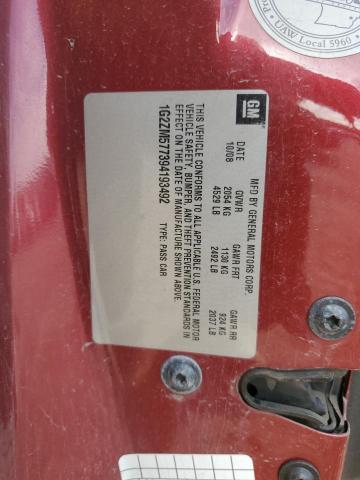 GM
MFD BY GENERAL MOTORS CORP
DATE GVWR GAWR FRT GAWR RR
10/08 2054 KG 1130 KG 924 KG
4529 LB 2492 LB 2037 LB
THIS VEHICLE CONFORMS TO ALL APPLICABLE U.S. FEDERAL MOTOR
VEHICLE SAFETY, BUMPER, AND THEFT PREVENTION STANDARDS IN
EFFECT ON THE DATE OF MANUFACTURE SHOWN ABOVE.
1G2ZM577394193492 TYPE: PASS CAR
UAW Local 5960